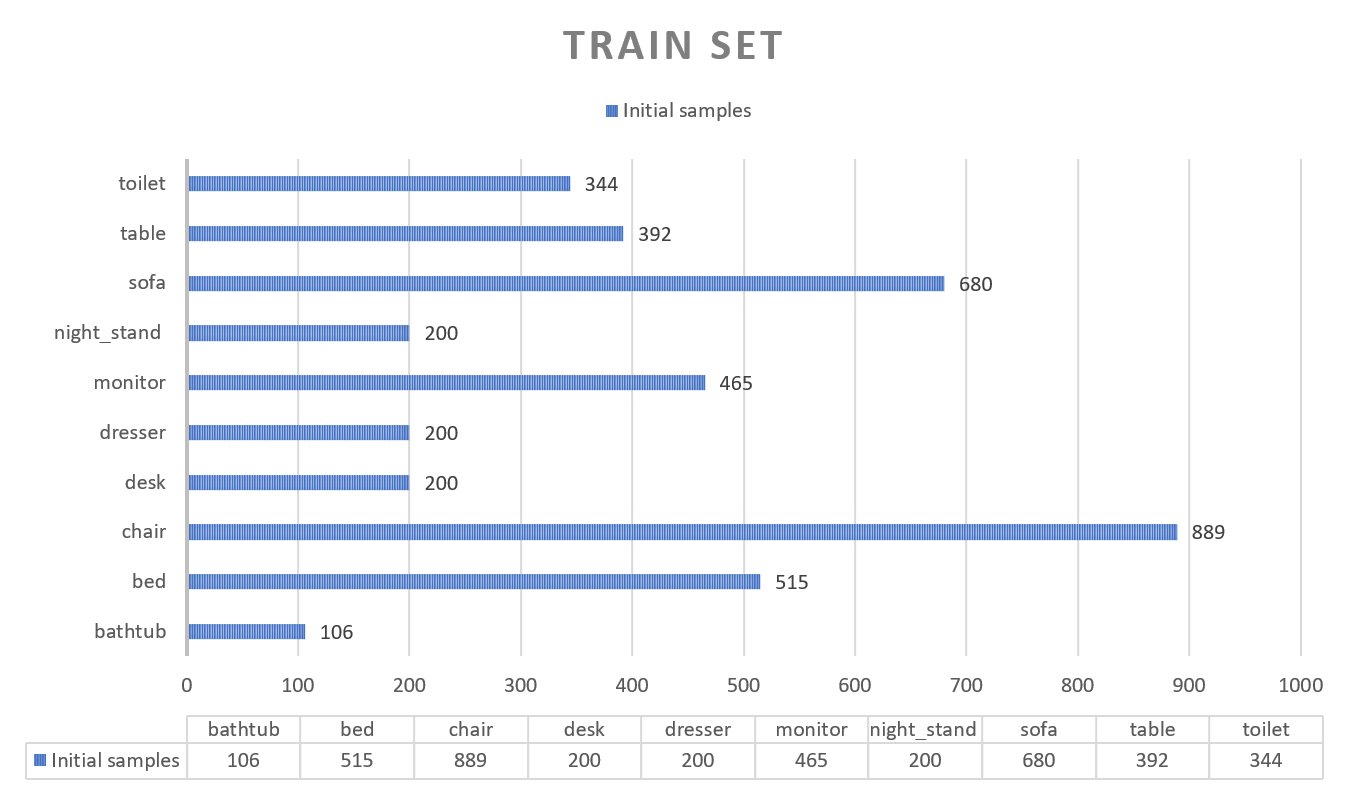 TRAIN SET
Initial samples
toilet 344
table 392
sofa 680
night_stand 200
monitor 465
dresser 200
desk 200
chair 889
bed 515
bathtub 106
0 100 200 300 400 500 600 700 800 900 1000
bathtub bed chair desk dresser monitor night_stand sofa table toilet
Initial samples 106 515 889 200 200 465 200 680 392 344